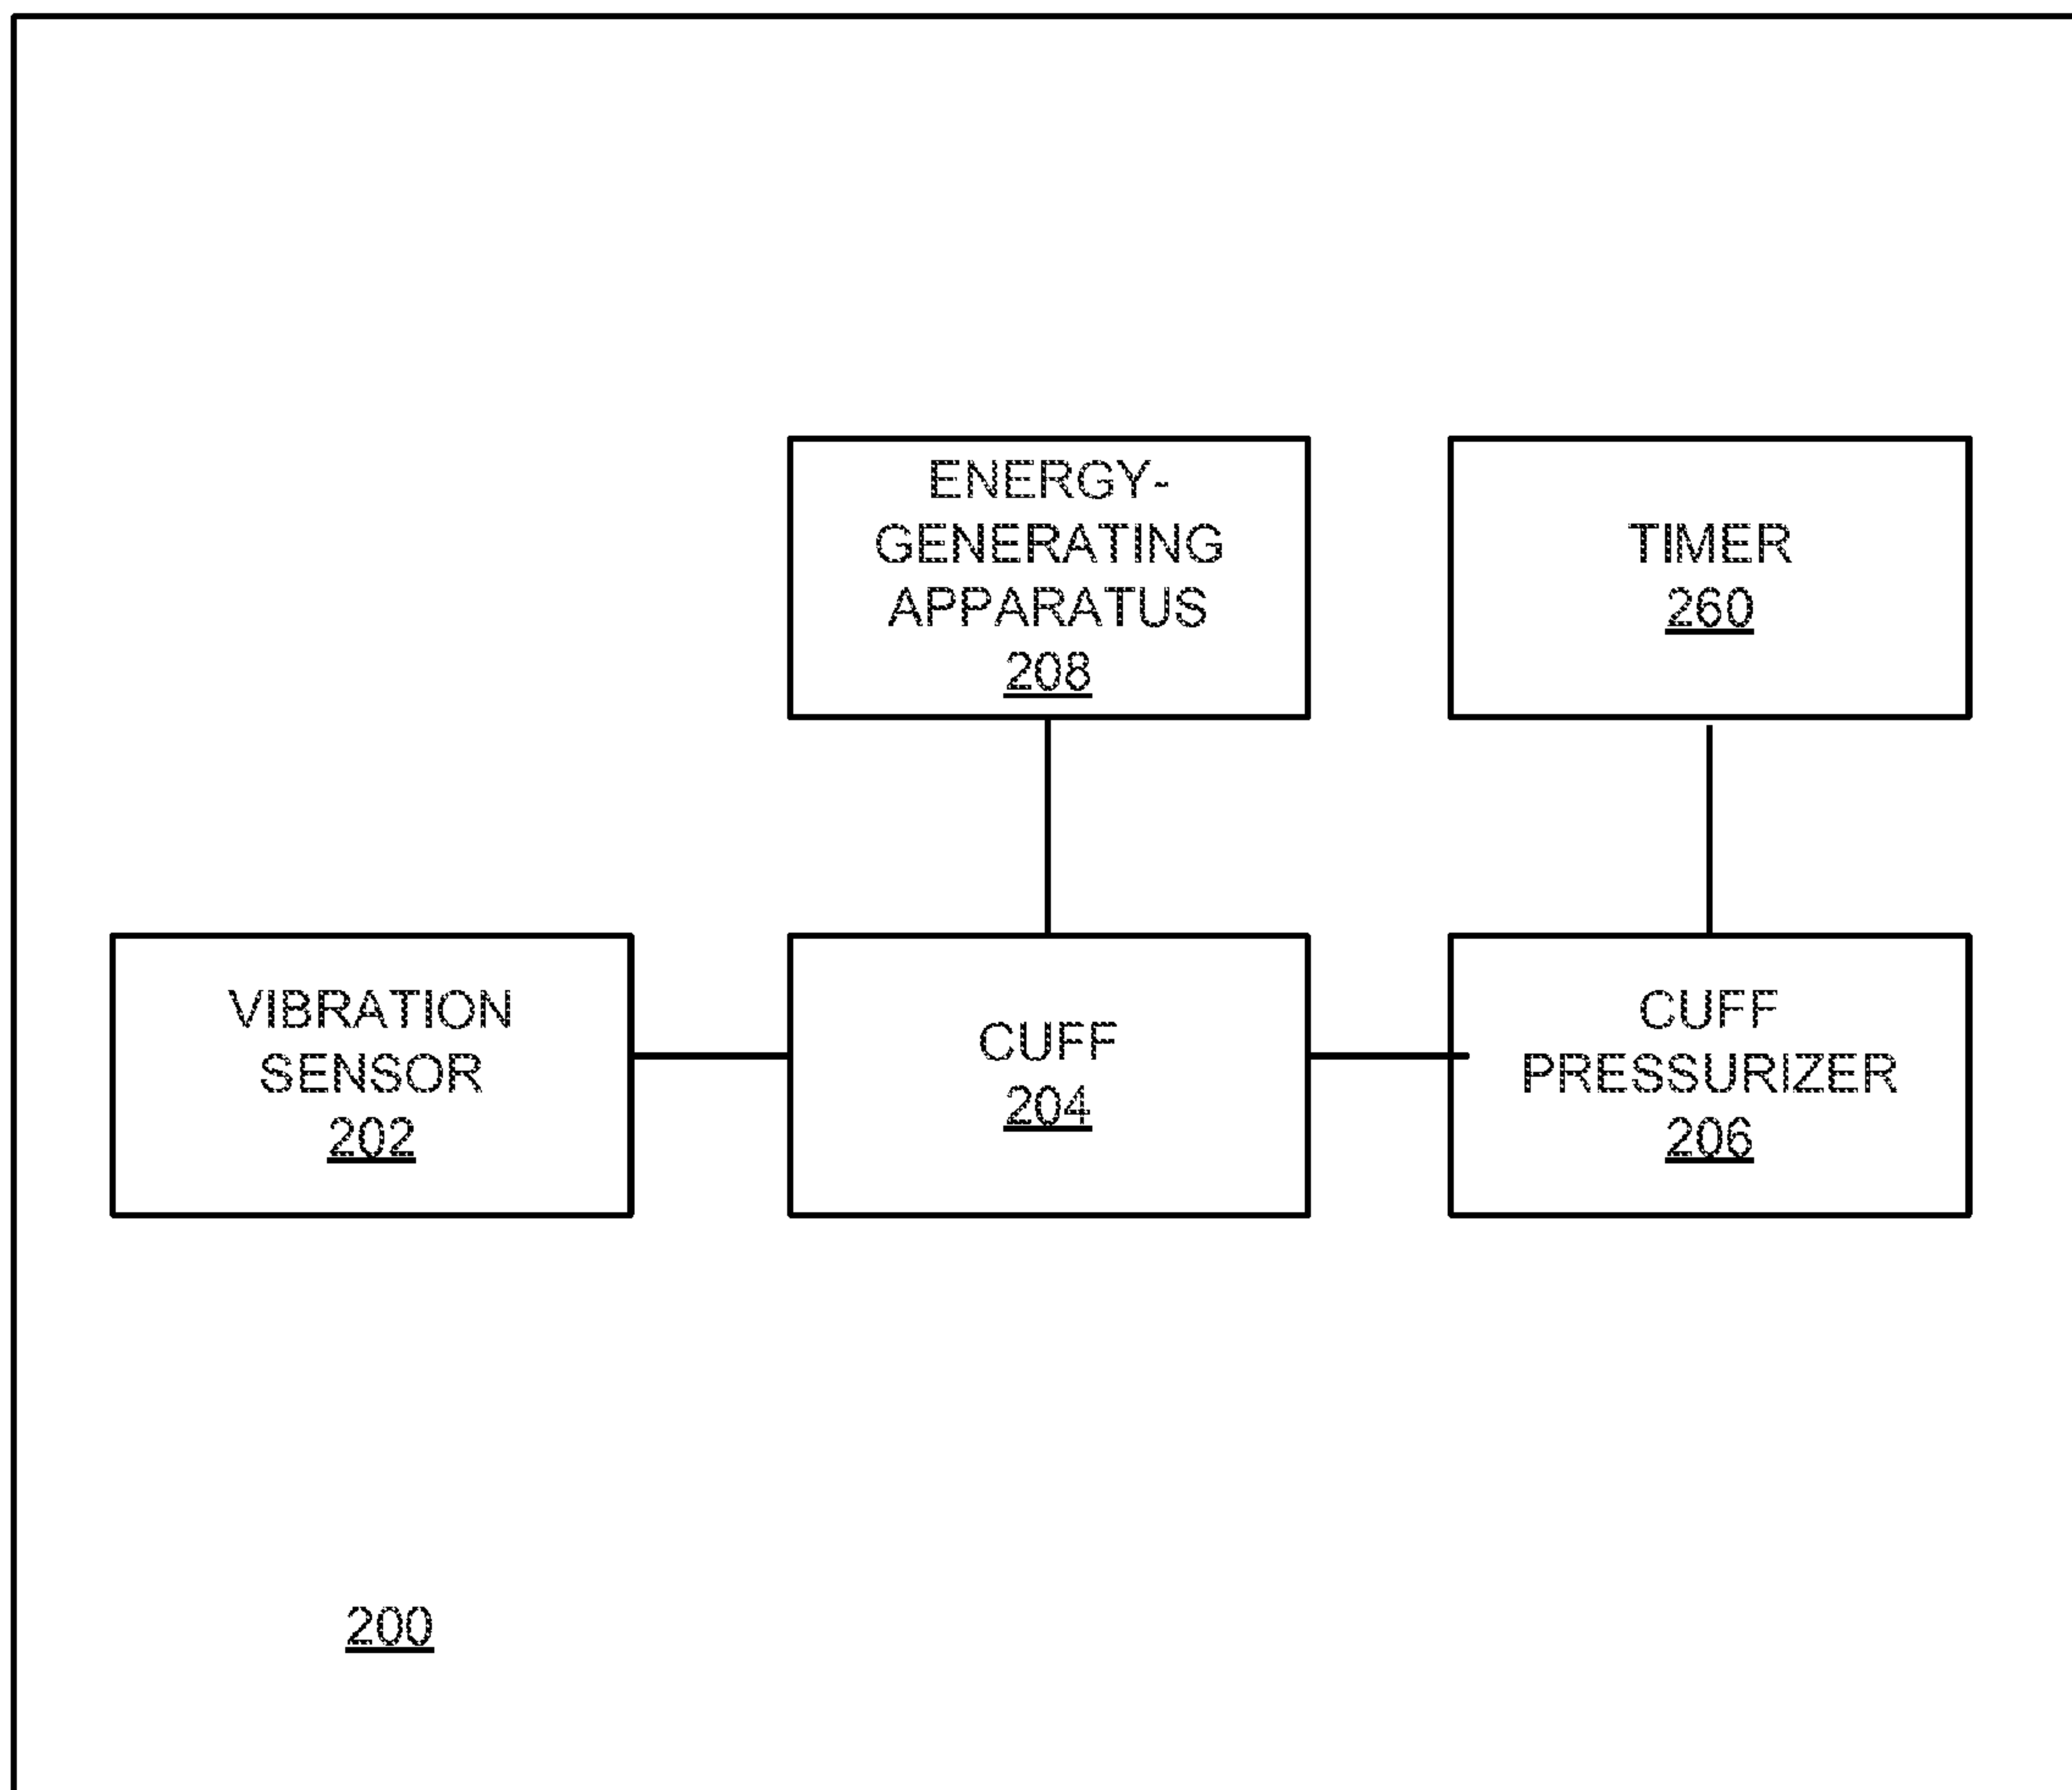 ENERGY-
GENERATING
APPARATUS
208
TIMER
260
VIBRATION
SENSOR
202
CUFF
204
CUFF
PRESSURIZER
206
200